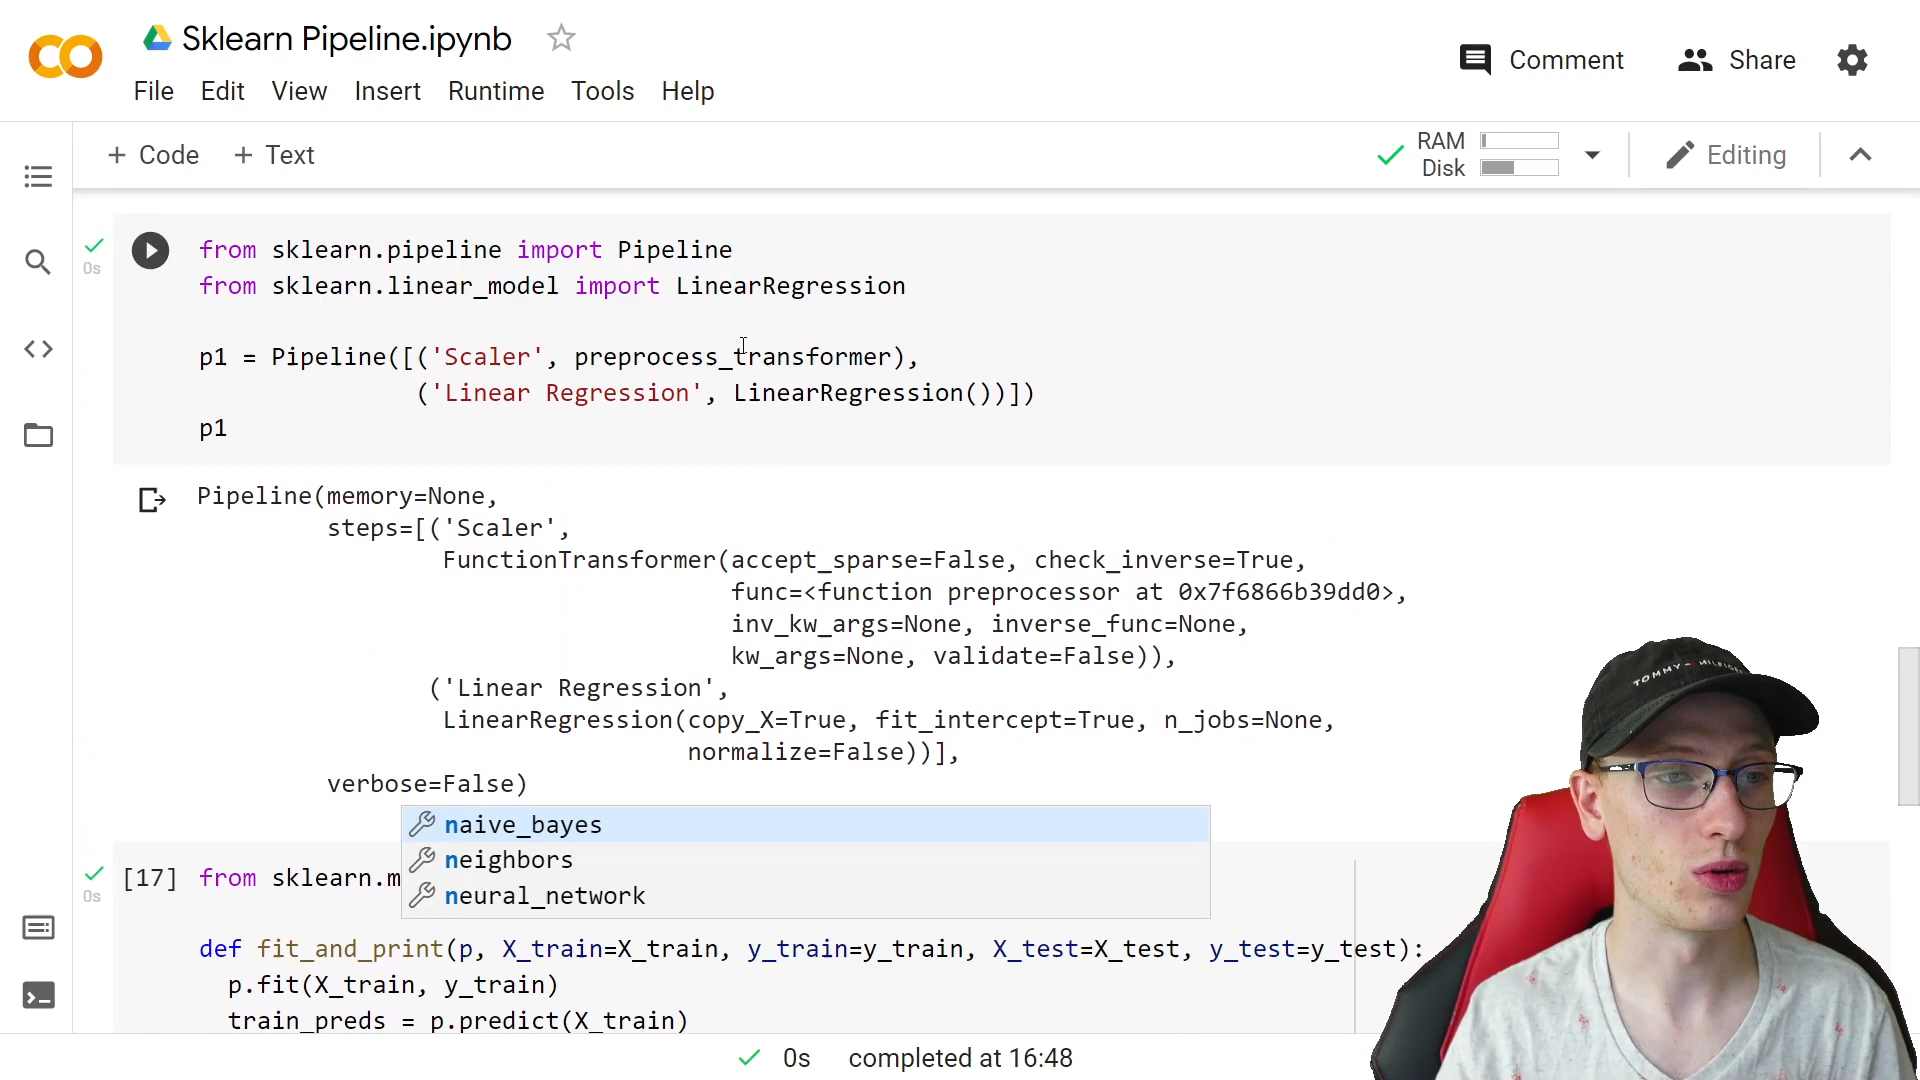 Sklearn Pipeline.ipynb
File Edit View Insert Runtime Tools Help
Comment Share
+ Code + Text
RAM
Disk
Editing
0s
from sklearn.pipeline import Pipeline
from sklearn.linear_model import LinearRegression
p1 = Pipeline([('Scaler', preprocess_transformer),
('Linear Regression', LinearRegression())])
p1
Pipeline(memory=None,
steps=[('Scaler',
FunctionTransformer(accept_sparse=False, check_inverse=True,
func=<function preprocessor at 0x7f6866b39dd0>,
inv_kw_args=None, inverse_func=None,
kw_args=None, validate=False)),
('Linear Regression',
LinearRegression(copy_X=True, fit_intercept=True, n_jobs=None,
normalize=False))],
verbose=False)
naive_bayes
neighbors
neural_network
0s
[17] from sklearn.m
def fit_and_print(p, X_train=X_train, y_train=y_train, X_test=X_test, y_test=y_test):
p.fit(X_train, y_train)
train_preds = p.predict(X_train)
0s completed at 16:48
TOMMY HILFIGER